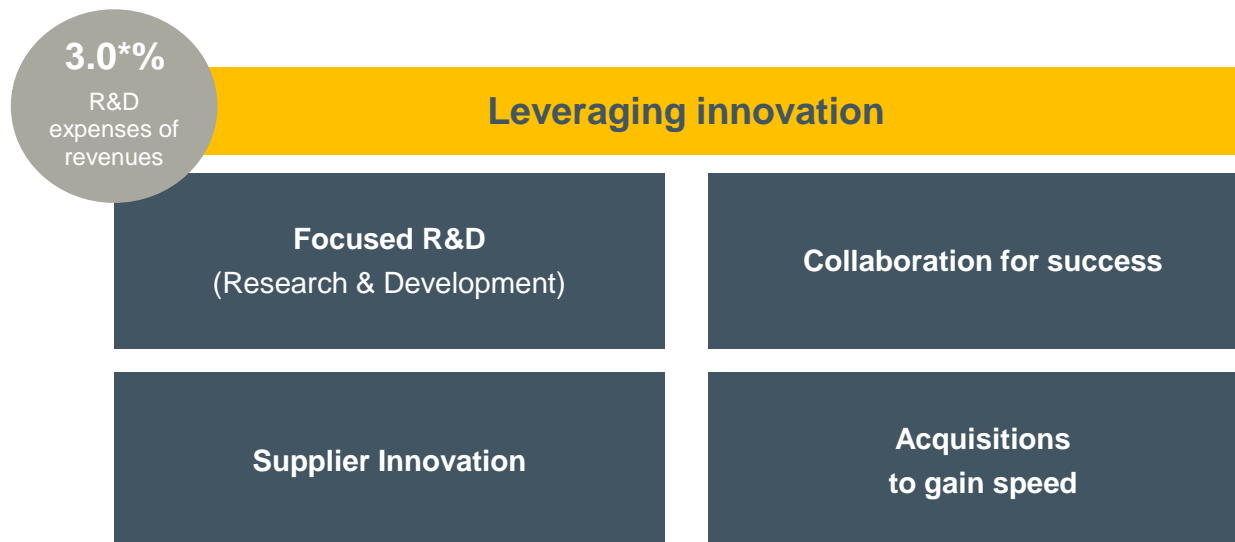 3.0*%
R&D
expenses of
revenues
Leveraging innovation
Focused R&D
(Research & Development)
Collaboration for success
Supplier Innovation
Acquisitions
to gain speed